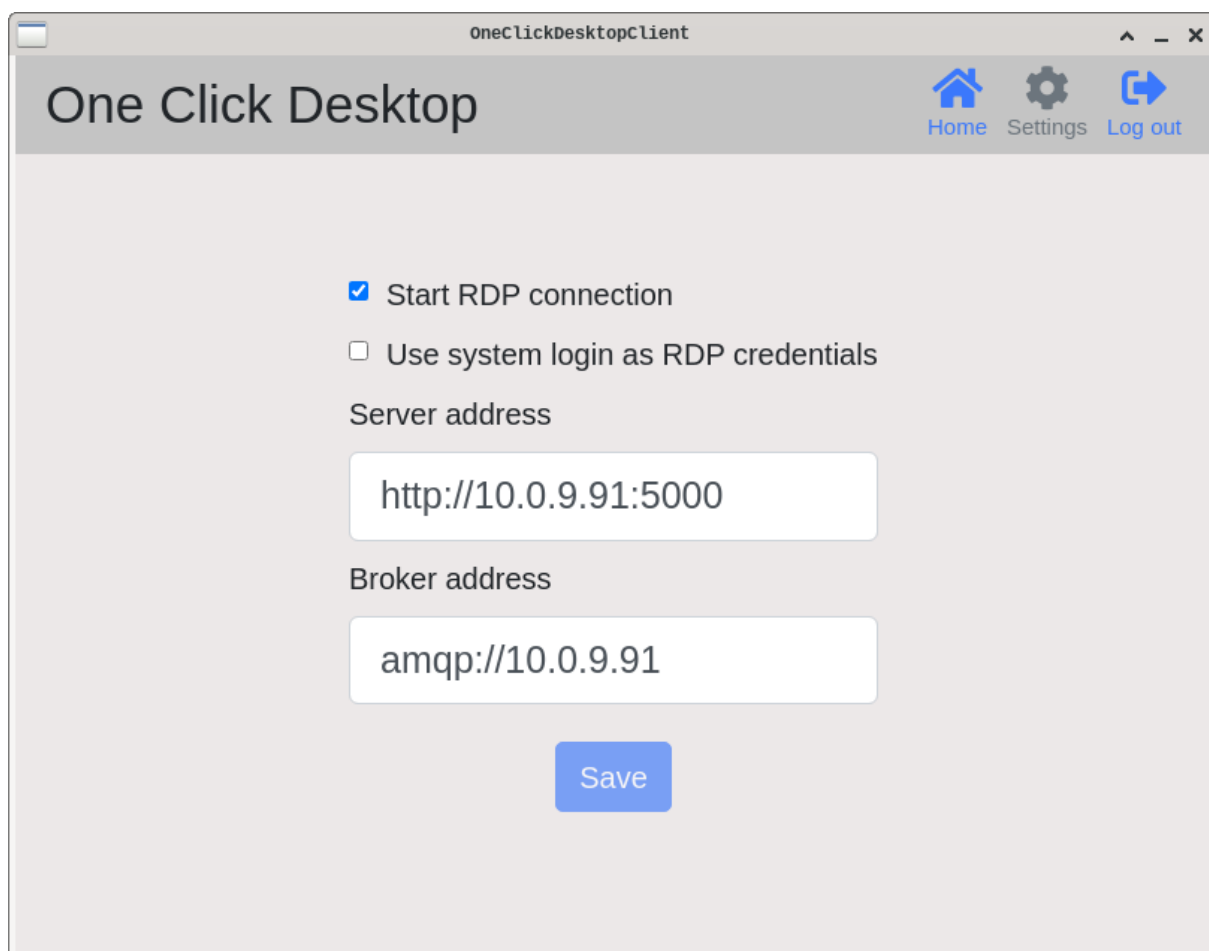 OneClickDesktopClient
One Click Desktop
Home Settings Log out
Start RDP connection
Use system login as RDP credentials
Server address
http://10.0.9.91:5000
Broker address
amqp://10.0.9.91
Save